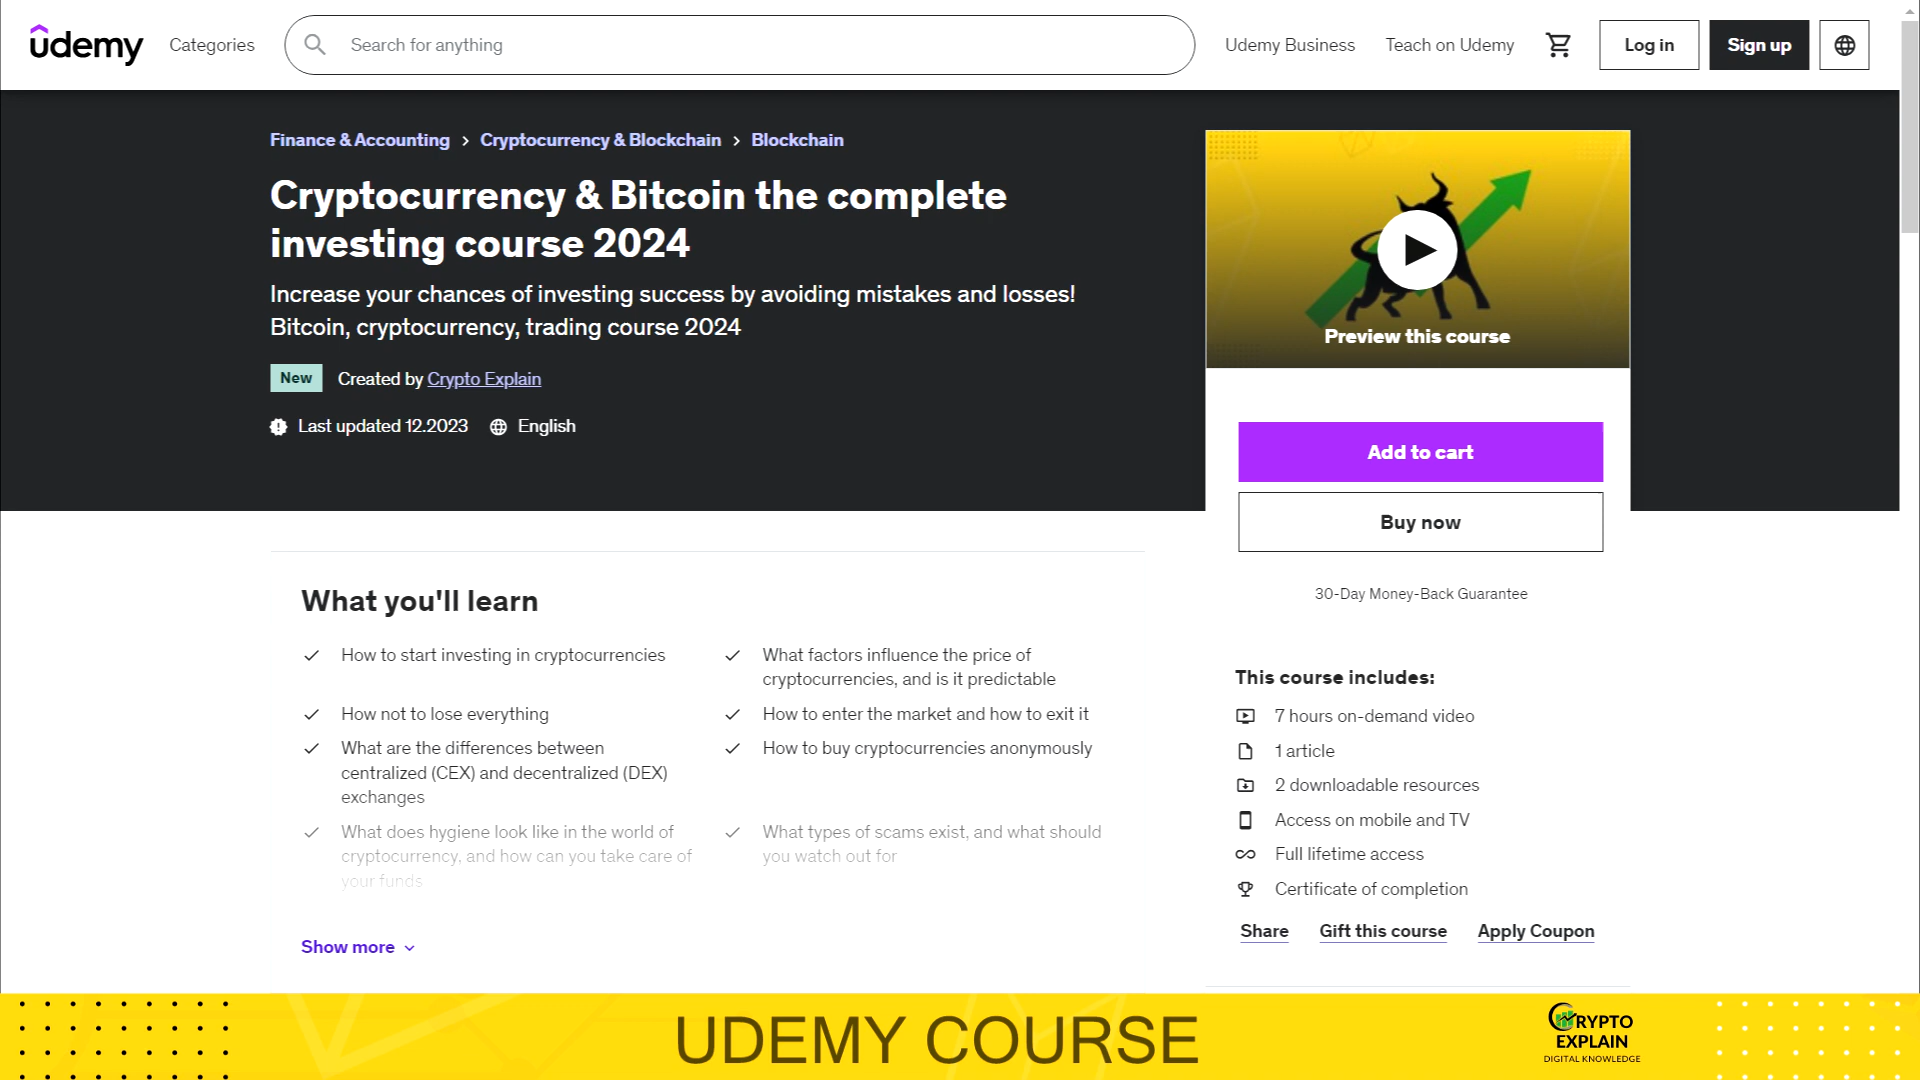 udemy
Categories
Search for anything
Udemy Business
Teach on Udemy
Log in
Sign up
Finance & Accounting > Cryptocurrency & Blockchain > Blockchain
Cryptocurrency & Bitcoin the complete
investing course 2024
Increase your chances of investing success by avoiding mistakes and losses!
Bitcoin, cryptocurrency, trading course 2024
New Created by Crypto Explain
Last updated 12.2023 English
Preview this course
Add to cart
Buy now
30-Day Money-Back Guarantee
What you'll learn
How to start investing in cryptocurrencies
What factors influence the price of
cryptocurrencies, and is it predictable
How not to lose everything
How to enter the market and how to exit it
What are the differences between
centralized (CEX) and decentralized (DEX)
exchanges
How to buy cryptocurrencies anonymously
What does hygiene look like in the world of
cryptocurrency, and how can you take care of
your funds
What types of scams exist, and what should
you watch out for
Show more
This course includes:
7 hours on-demand video
1 article
2 downloadable resources
Access on mobile and TV
Full lifetime access
Certificate of completion
Share
Gift this course
Apply Coupon
UDEMY COURSE
CRYPTO
EXPLAIN
DIGITAL KNOWLEDGE